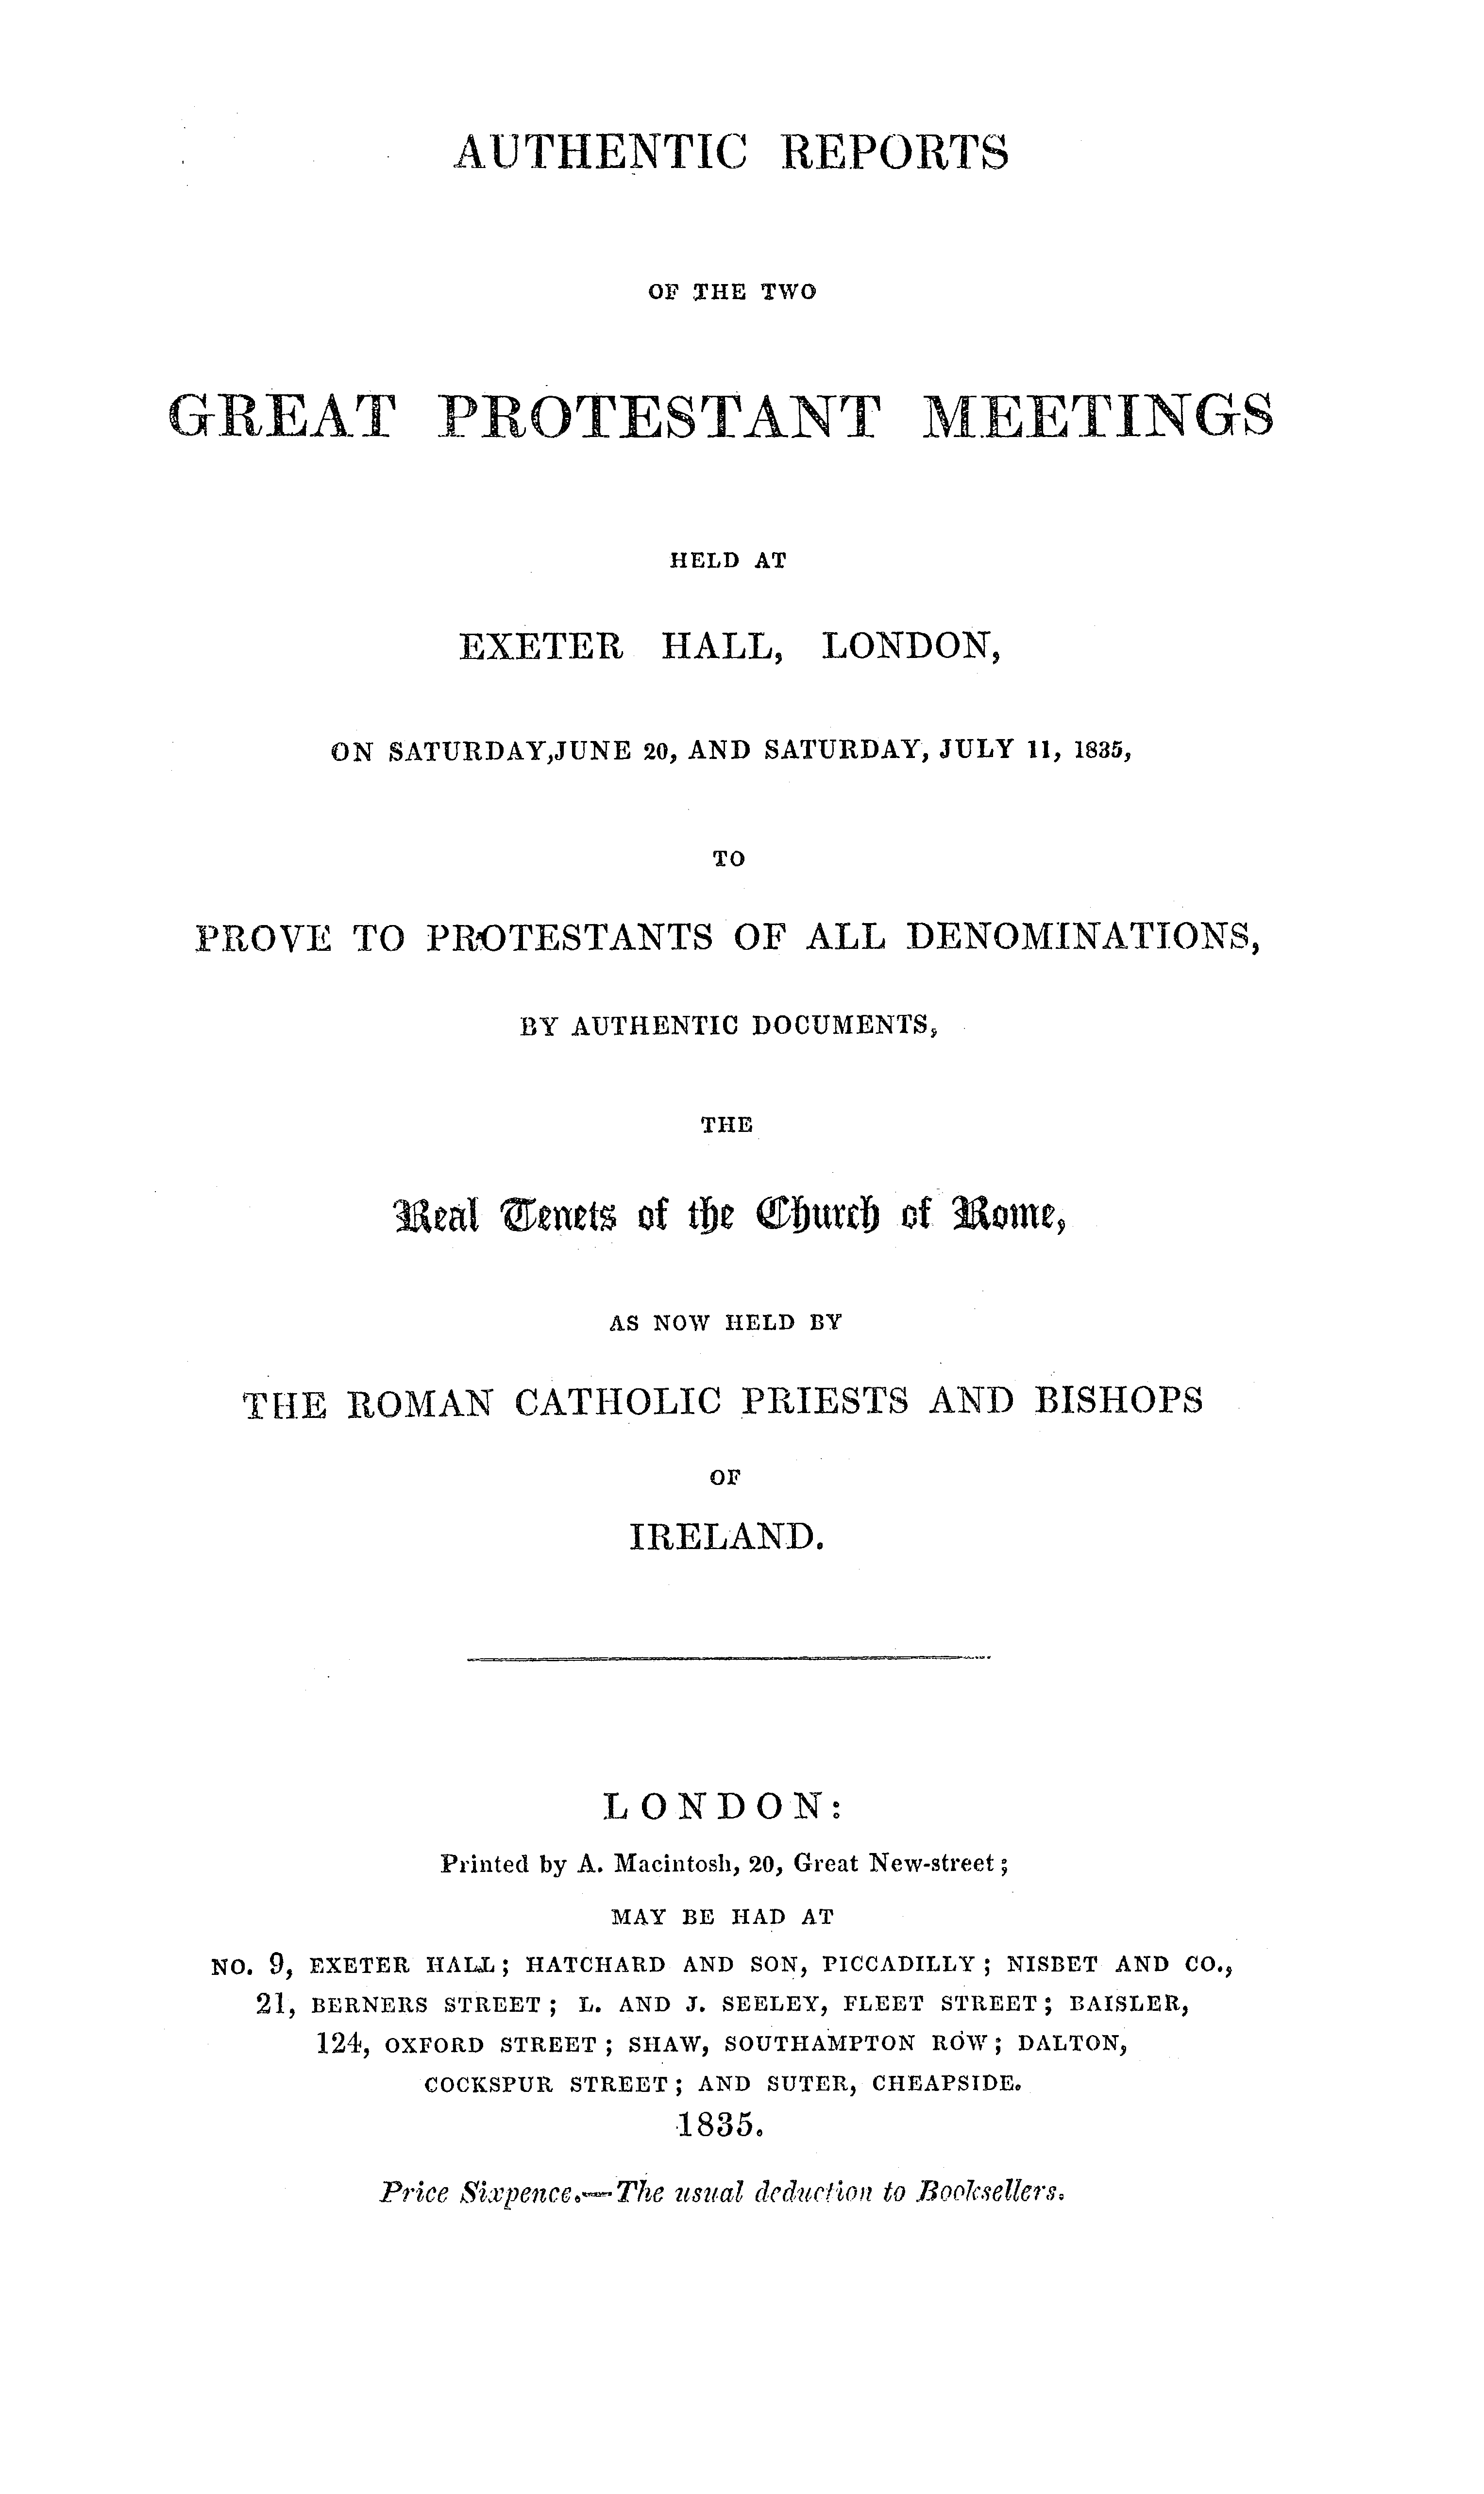 AUTHENTIC REPORTS
OF THE TWO
GREAT PROTESTANT MEETINGS
HELD AT
EXETER HALL, LONDON,
ON SATURDAY,JUNE 20, AND SATURDAY, JULY 11, 1835,
TO
PROVE TO PROTESTANTS OF ALL DENOMINATIONS,
BY AUTHENTIC DOCUMENTS,
THE
Real Tenets of the Church of Rome,
AS NOW HELD BY
THE ROMAN CATHOLIC PRIESTS AND BISHOPS
OF
IRELAND.
LONDON:
Printed by A. Macintosh, 20, Great New-street;
MAY BE HAD AT
NO. 9, EXETER HALL; HATCHARD AND SON, PICCADILLY; NISBET AND CO.,
21, BERNERS STREET; L. AND J. SEELEY, FLEET STREET; BAISLER,
124, OXFORD STREET; SHAW, SOUTHAMPTON ROW; DALTON,
COCKSPUR STREET; AND SUTER, CHEAPSIDE.
1835.
Price Sixpence.—The usual deduction to Booksellers.